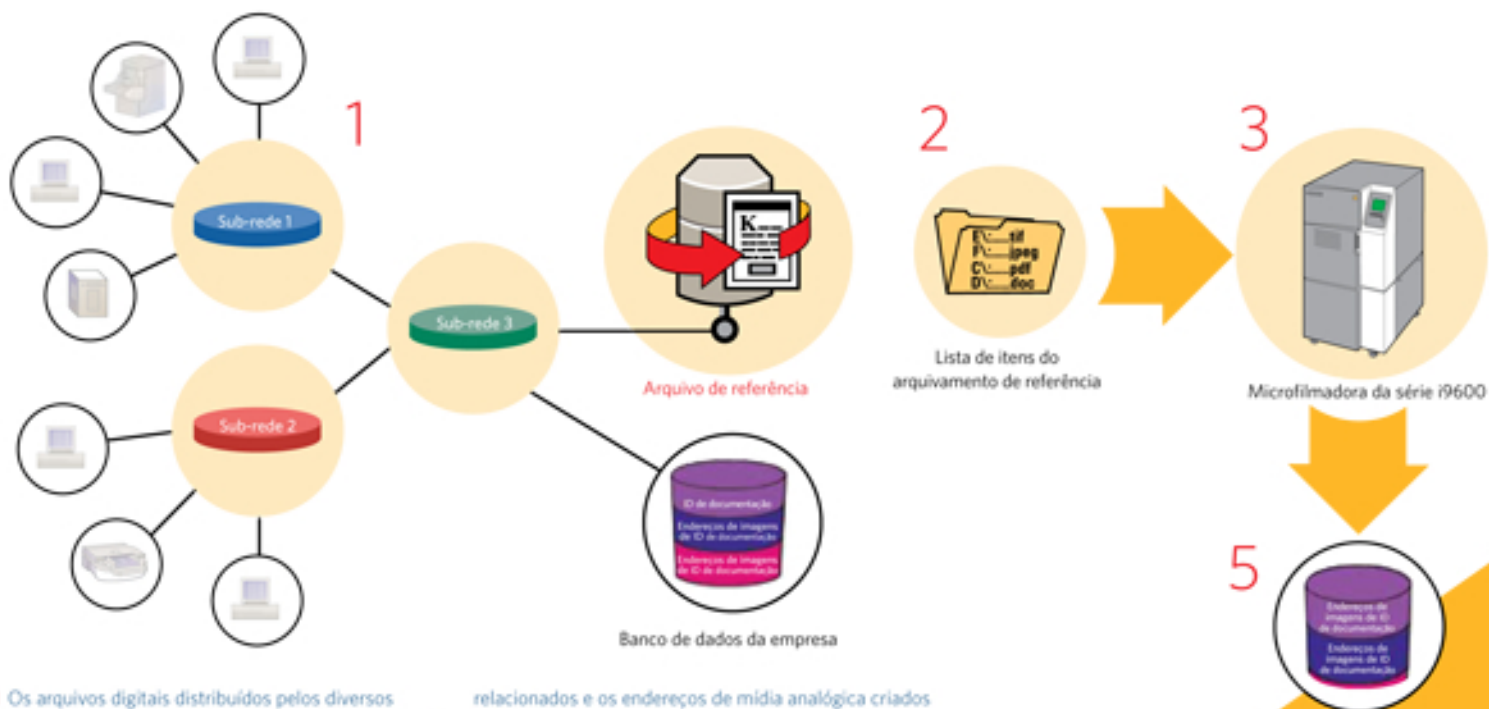 1
Sub-rede 1
Sub-rede 2
Sub-rede 3
K
Arquivo de referência
ID de documentação
Endereços de imagens
de ID de documentação
Endereços de imagens
de ID de documentação
Banco de dados da empresa
2
E\:....tif
F\:....jpeg
C\:....pdf
D\:....doc
Lista de itens do
arquivamento de referência
3
Microfilmadora da série i9600
5
Endereços de
imagens de ID
de documentação
Endereços de
imagens de ID
de documentação
Os arquivos digitais distribuídos pelos diversos
relacionados e os endereços de mídia analógica criados